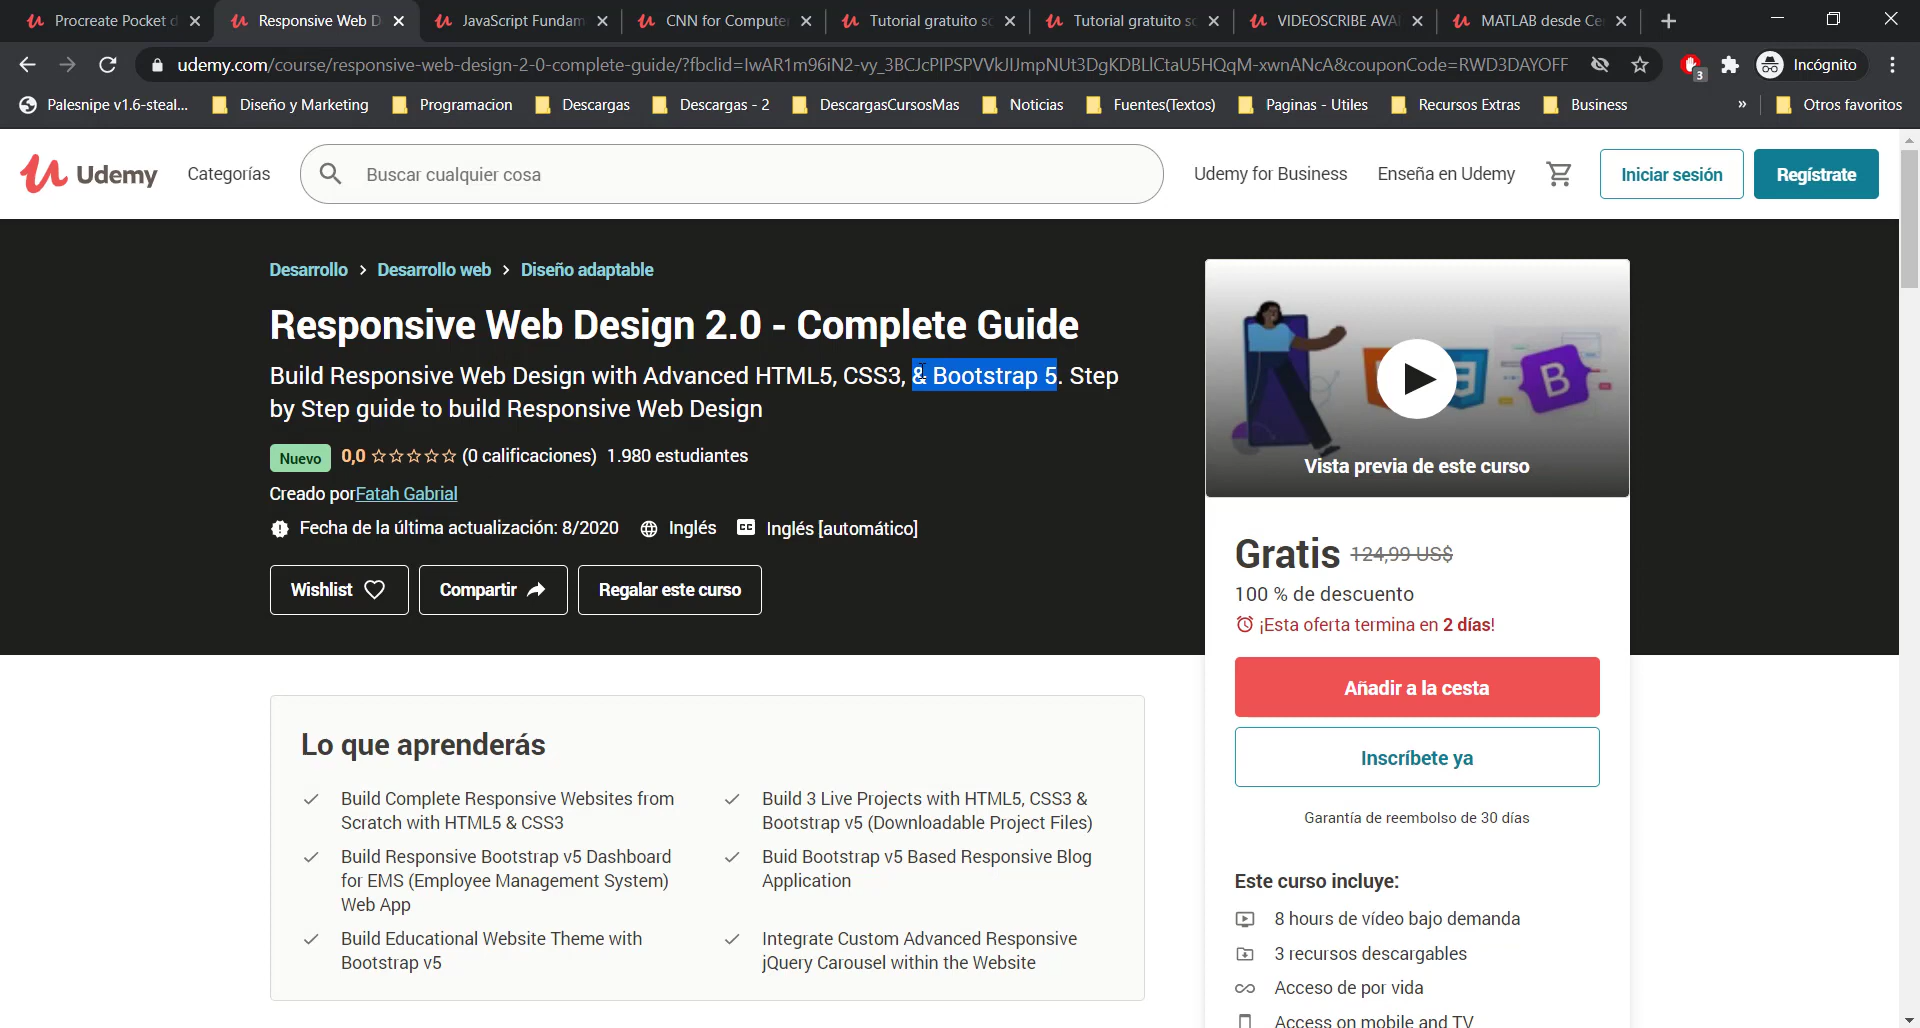 Procreate Pocket d
Responsive Web D
JavaScript Fundam
CNN for Compute
Tutorial gratuito so
Tutorial gratuito so
VIDEOSCRIBE AVA
MATLAB desde Ce
udemy.com/course/responsive-web-design-2-0-complete-guide/?fbclid=IwAR1m96iN2-vy_3BCJcPIPSPVVkJIJmpNUt3DgKDBLlCtaU5HQqM-xwnANcA&couponCode=RWD3DAYOFF
3
Incógnito
Palesnipe v1.6-steal...
Diseño y Marketing
Programacion
Descargas
Descargas - 2
DescargasCursosMas
Noticias
Fuentes(Textos)
Paginas - Utiles
Recursos Extras
Business
»
Otros favoritos
Udemy
Categorías
Buscar cualquier cosa
Udemy for Business
Enseña en Udemy
Iniciar sesión
Regístrate
Desarrollo > Desarrollo web > Diseño adaptable
Responsive Web Design 2.0 - Complete Guide
Build Responsive Web Design with Advanced HTML5, CSS3, & Bootstrap 5. Step
by Step guide to build Responsive Web Design
Nuevo 0,0 (0 calificaciones) 1.980 estudiantes
Creado porFatah Gabrial
Fecha de la última actualización: 8/2020 Inglés CC Inglés [automático]
Wishlist
Compartir
Regalar este curso
B
Vista previa de este curso
Gratis 124,99 US$
100 % de descuento
¡Esta oferta termina en 2 días!
Añadir a la cesta
Inscríbete ya
Garantía de reembolso de 30 días
Este curso incluye:
8 hours de vídeo bajo demanda
3 recursos descargables
Acceso de por vida
Access on mobile and TV
Lo que aprenderás
Build Complete Responsive Websites from
Scratch with HTML5 & CSS3
Build 3 Live Projects with HTML5, CSS3 &
Bootstrap v5 (Downloadable Project Files)
Build Responsive Bootstrap v5 Dashboard
for EMS (Employee Management System)
Web App
Buid Bootstrap v5 Based Responsive Blog
Application
Build Educational Website Theme with
Bootstrap v5
Integrate Custom Advanced Responsive
jQuery Carousel within the Website